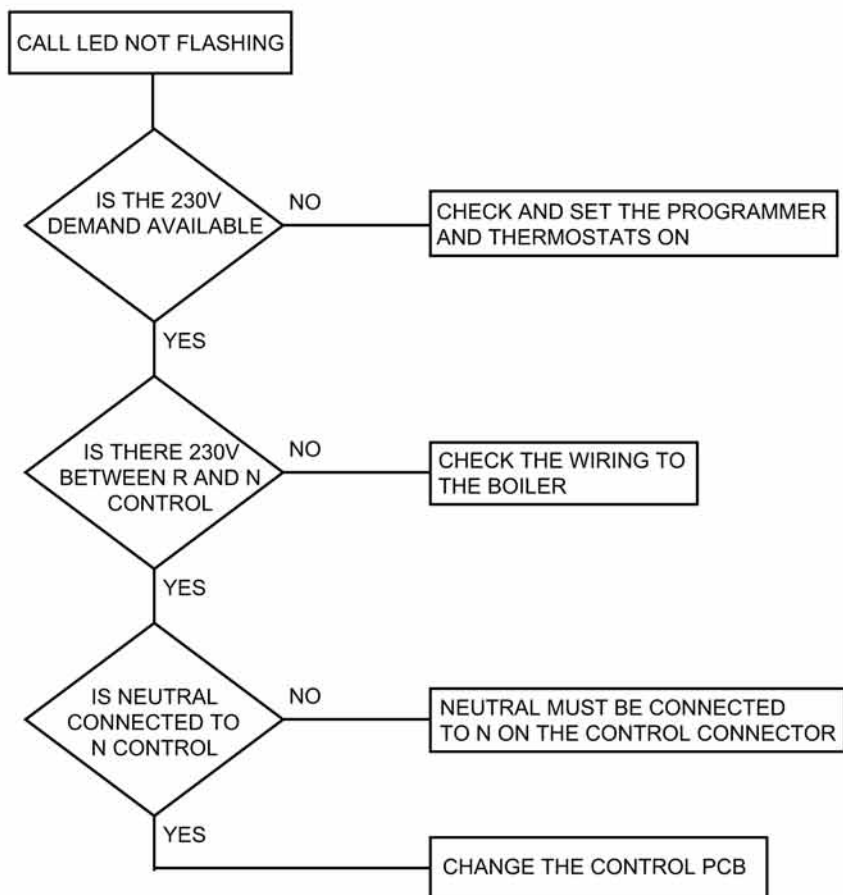 CALL LED NOT FLASHING
IS THE 230V
DEMAND AVAILABLE
NO
CHECK AND SET THE PROGRAMMER
AND THERMOSTATS ON
YES
IS THERE 230V
BETWEEN R AND N
CONTROL
NO
CHECK THE WIRING TO
THE BOILER
YES
IS NEUTRAL
CONNECTED TO
N CONTROL
NO
NEUTRAL MUST BE CONNECTED
TO N ON THE CONTROL CONNECTOR
YES
CHANGE THE CONTROL PCB